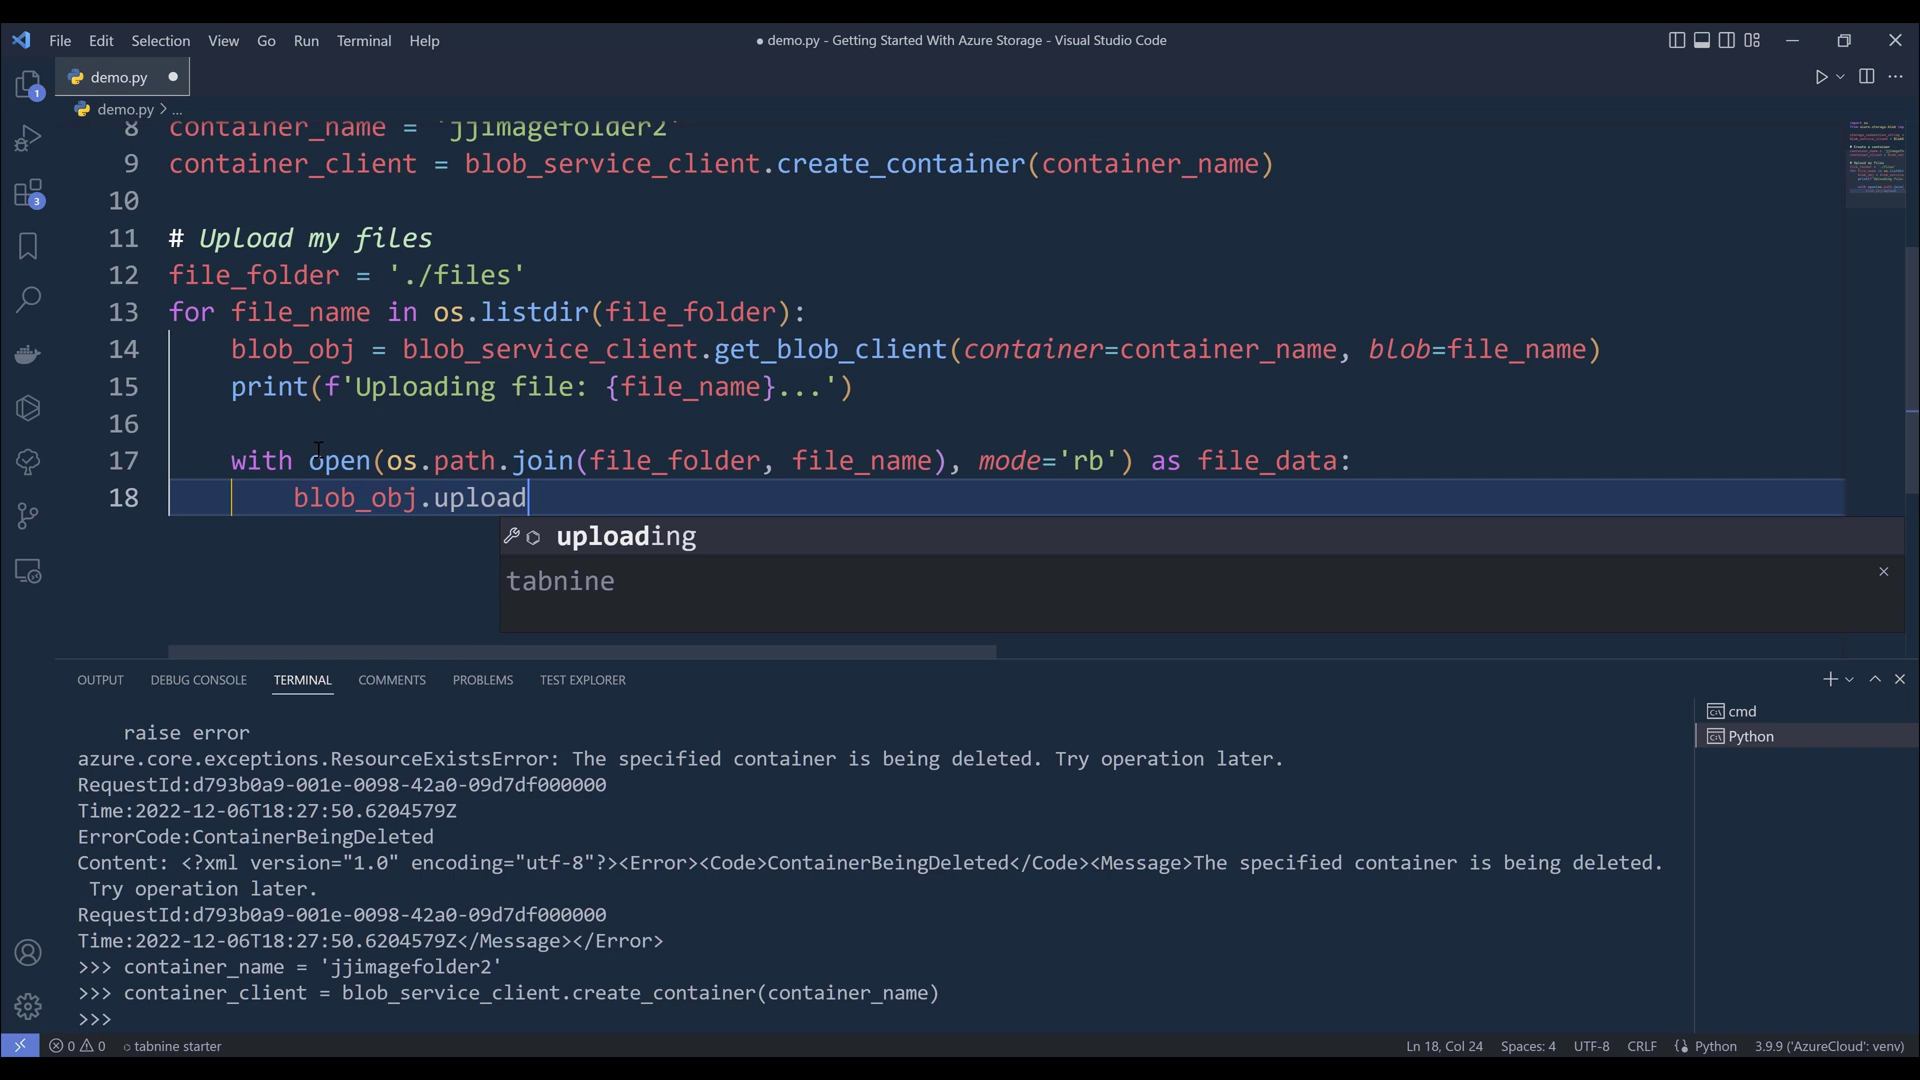 File Edit Selection View Go Run Terminal Help
● demo.py - Getting Started With Azure Storage - Visual Studio Code
demo.py
demo.py > ...
1
3
8 container_name = 'jjimagefolder2'
9 container_client = blob_service_client.create_container(container_name)
10
11 # Upload my files
12 file_folder = './files'
13 for file_name in os.listdir(file_folder):
14 blob_obj = blob_service_client.get_blob_client(container=container_name, blob=file_name)
15 print(f'Uploading file: {file_name}...')
16
17 with open(os.path.join(file_folder, file_name), mode='rb') as file_data:
18 blob_obj.upload
uploading
tabnine
OUTPUT DEBUG CONSOLE TERMINAL COMMENTS PROBLEMS TEST EXPLORER
cmd
Python
raise error
azure.core.exceptions.ResourceExistsError: The specified container is being deleted. Try operation later.
RequestId:d793b0a9-001e-0098-42a0-09d7df000000
Time:2022-12-06T18:27:50.6204579Z
ErrorCode:ContainerBeingDeleted
Content: <?xml version="1.0" encoding="utf-8"?><Error><Code>ContainerBeingDeleted</Code><Message>The specified container is being deleted.
Try operation later.
RequestId:d793b0a9-001e-0098-42a0-09d7df000000
Time:2022-12-06T18:27:50.6204579Z</Message></Error>
>>> container_name = 'jjimagefolder2'
>>> container_client = blob_service_client.create_container(container_name)
>>>
0 0 tabnine starter
Ln 18, Col 24 Spaces: 4 UTF-8 CRLF Python 3.9.9 ('AzureCloud': venv)